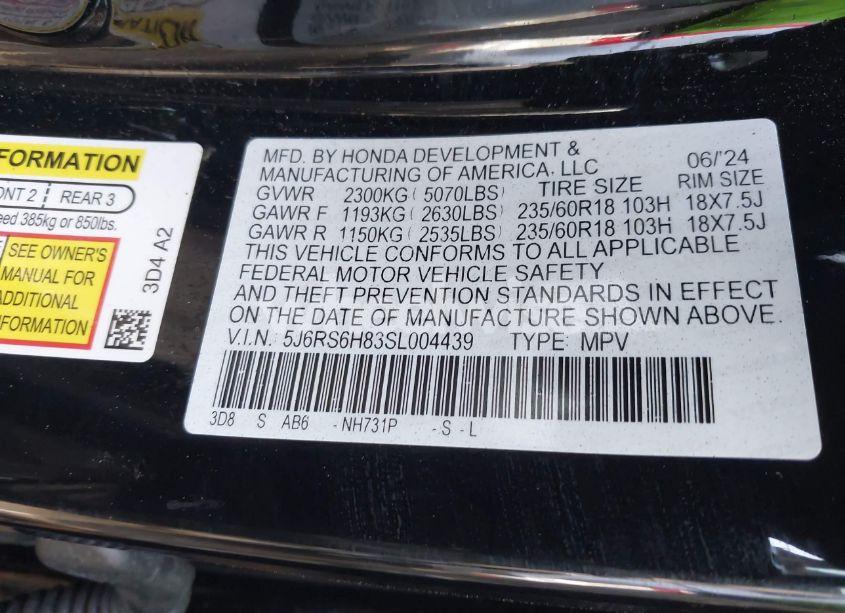 FORMATION
ONT 2 REAR 3
eed 385kg or 850lbs.
SEE OWNER'S
MANUAL FOR
ADDITIONAL
INFORMATION
3D4 A2
MFD. BY HONDA DEVELOPMENT &
MANUFACTURING OF AMERICA, LLC 06/'24
GVWR 2300KG ( 5070LBS) TIRE SIZE RIM SIZE
GAWR F 1193KG ( 2630LBS) 235/60R18 103H 18X7.5J
GAWR R 1150KG ( 2535LBS) 235/60R18 103H 18X7.5J
THIS VEHICLE CONFORMS TO ALL APPLICABLE
FEDERAL MOTOR VEHICLE SAFETY
AND THEFT PREVENTION STANDARDS IN EFFECT
ON THE DATE OF MANUFACTURE SHOWN ABOVE.
V.I.N. 5J6RS6H83SL004439 TYPE: MPV
3D8 S AB6 - NH731P - S - L